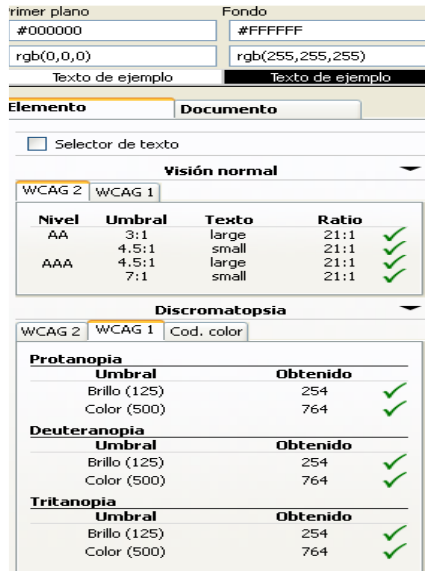 Primer plano Fondo
#000000 #FFFFFF
rgb(0,0,0) rgb(255,255,255)
Texto de ejemplo Texto de ejemplo
Elemento Documento
Selector de texto
Visión normal
WCAG 2 WCAG 1
Nivel Umbral Texto Ratio
AA 3:1 large 21:1
4.5:1 small 21:1
AAA 4.5:1 large 21:1
7:1 small 21:1
Discromatopsia
WCAG 2 WCAG 1 Cod. color
Protanopia
Umbral Obtenido
Brillo (125) 254
Color (500) 764
Deuteranopia
Umbral Obtenido
Brillo (125) 254
Color (500) 764
Tritanopia
Umbral Obtenido
Brillo (125) 254
Color (500) 764